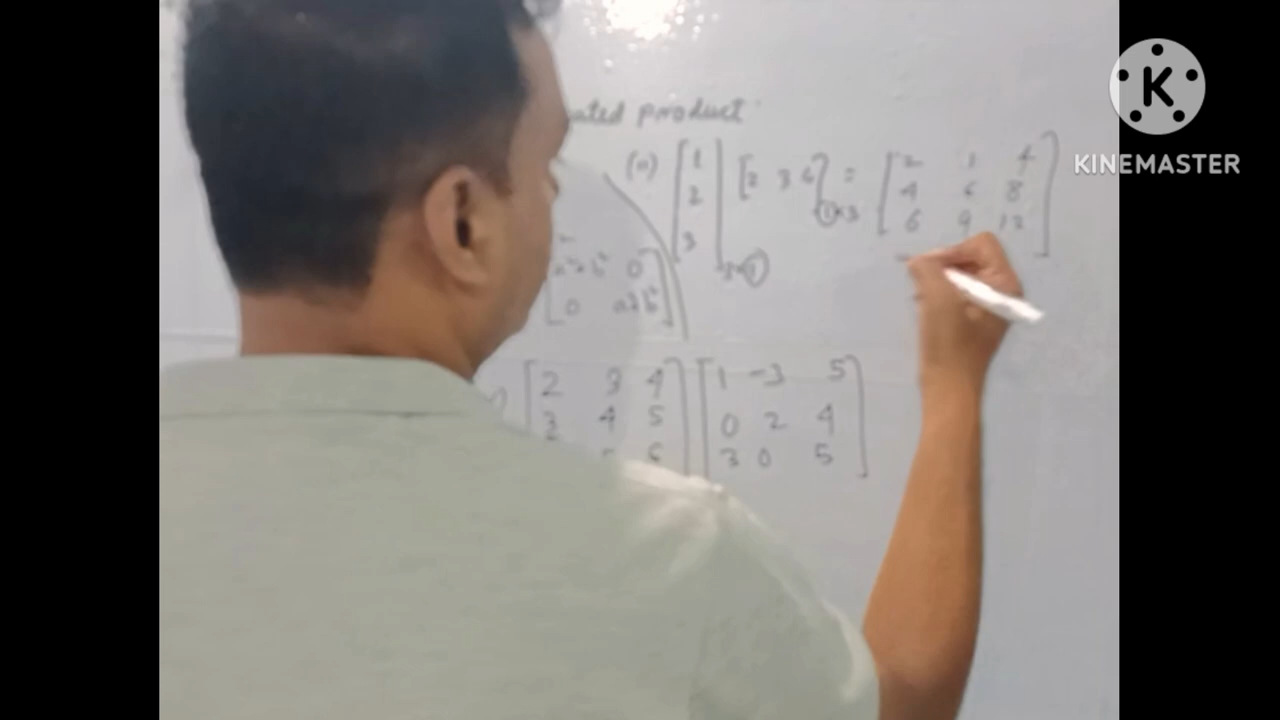 product
(a) [1 [2 3 4] = [2 1 4
2 1×3 4 6 8
3] 3×1 6 9 12]
[a²+b² 0
0 a²+b²]
[2 3 4] [1 -3 5]
3 4 5 0 2 4
5 6 3 0 5
K
KINEMASTER